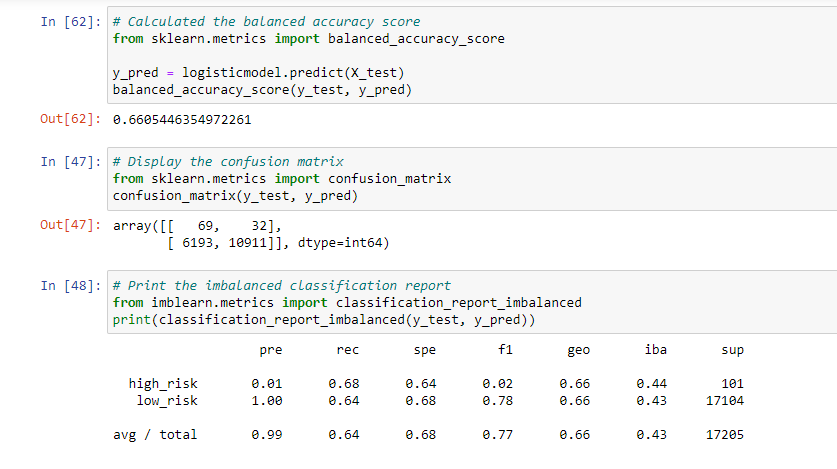 In [62]: # Calculated the balanced accuracy score
from sklearn.metrics import balanced_accuracy_score
y_pred = logisticmodel.predict(X_test)
balanced_accuracy_score(y_test, y_pred)
Out[62]: 0.6605446354972261
In [47]: # Display the confusion matrix
from sklearn.metrics import confusion_matrix
confusion_matrix(y_test, y_pred)
Out[47]: array([[   69,    32],
[ 6193, 10911]], dtype=int64)
In [48]: # Print the imbalanced classification report
from imblearn.metrics import classification_report_imbalanced
print(classification_report_imbalanced(y_test, y_pred))
pre rec spe f1 geo iba sup
high_risk 0.01 0.68 0.64 0.02 0.66 0.44 101
low_risk 1.00 0.64 0.68 0.78 0.66 0.43 17104
avg / total 0.99 0.64 0.68 0.77 0.66 0.43 17205